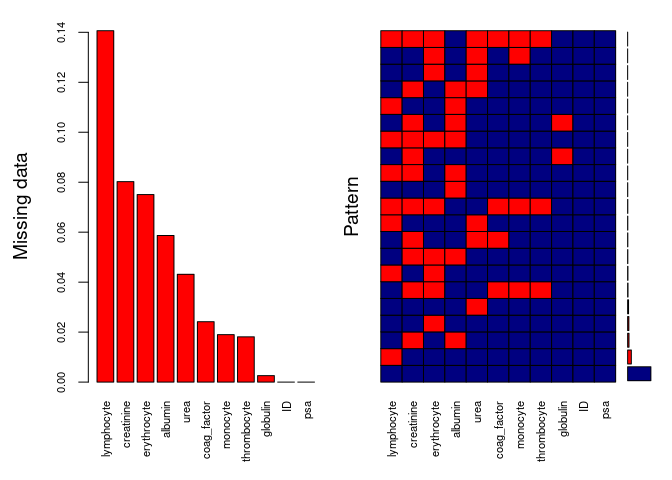 Missing data
0.14
0.12
0.10
0.08
0.06
0.04
0.02
0.00
lymphocyte
creatinine
erythrocyte
albumin
urea
coag_factor
monocyte
thrombocyte
globulin
ID
psa
Pattern
lymphocyte
creatinine
erythrocyte
albumin
urea
coag_factor
monocyte
thrombocyte
globulin
ID
psa